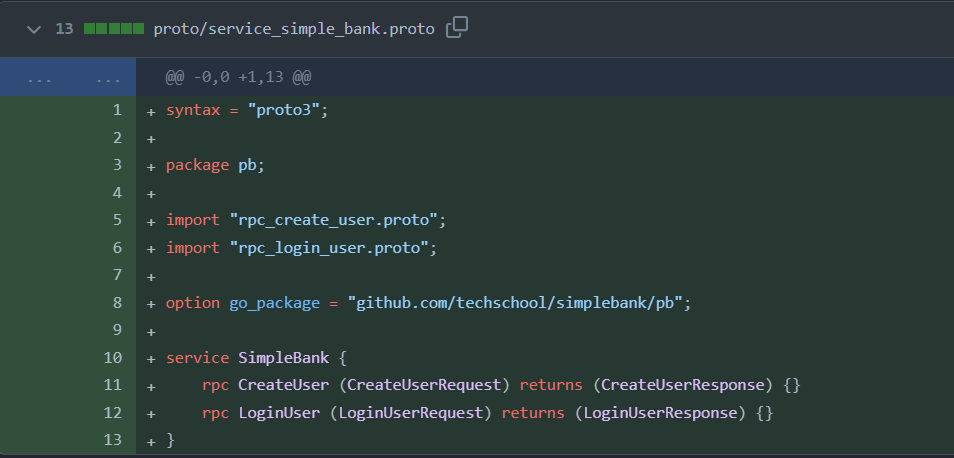 13 proto/service_simple_bank.proto
... ... @@ -0,0 +1,13 @@
1 + syntax = "proto3";
2 +
3 + package pb;
4 +
5 + import "rpc_create_user.proto";
6 + import "rpc_login_user.proto";
7 +
8 + option go_package = "github.com/techschool/simplebank/pb";
9 +
10 + service SimpleBank {
11 +     rpc CreateUser (CreateUserRequest) returns (CreateUserResponse) {}
12 +     rpc LoginUser (LoginUserRequest) returns (LoginUserResponse) {}
13 + }